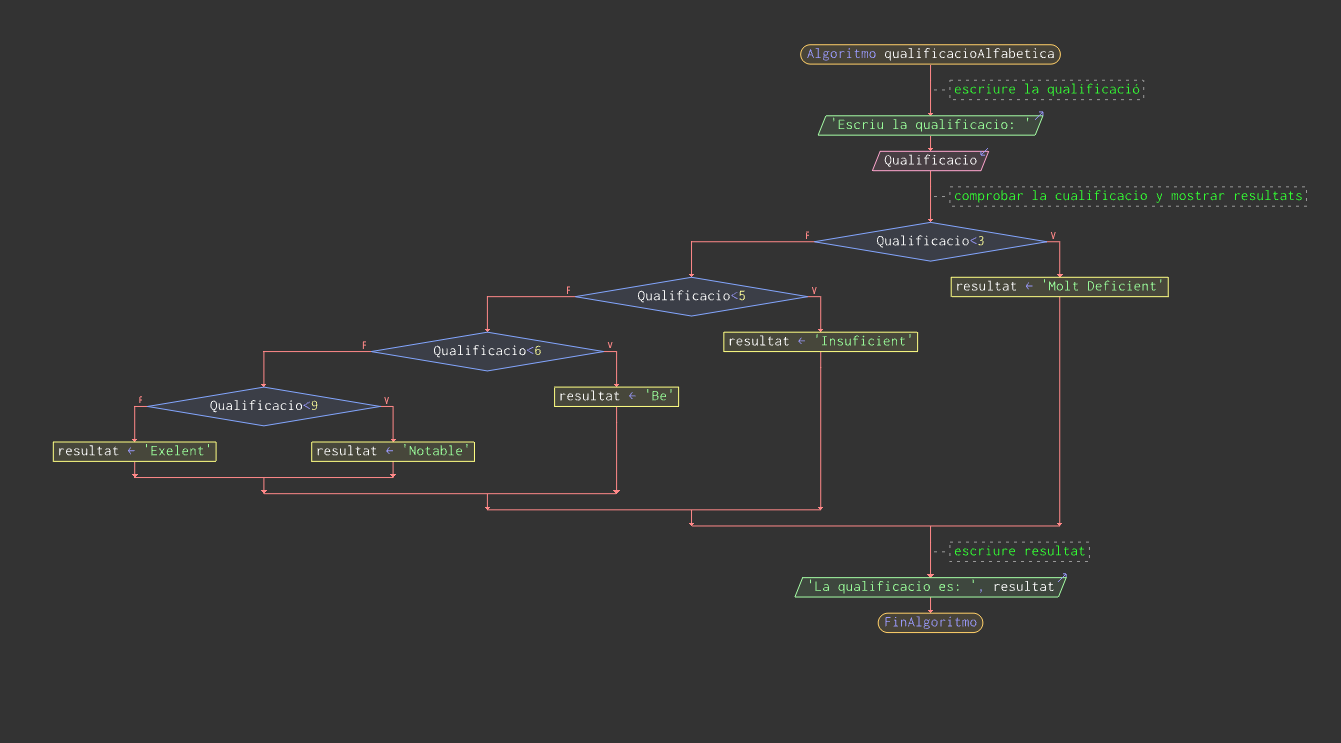 Algoritmo qualificacioAlfabetica
escriure la qualificació
'Escriu la qualificacio: '
Qualificacio
comprobar la cualificacio y mostrar resultats
Qualificacio<3
F
V
resultat ← 'Molt Deficient'
Qualificacio<5
F
V
resultat ← 'Insuficient'
Qualificacio<6
F
V
resultat ← 'Be'
Qualificacio<9
F
V
resultat ← 'Exelent'
resultat ← 'Notable'
escriure resultat
'La qualificacio es: ', resultat
FinAlgoritmo